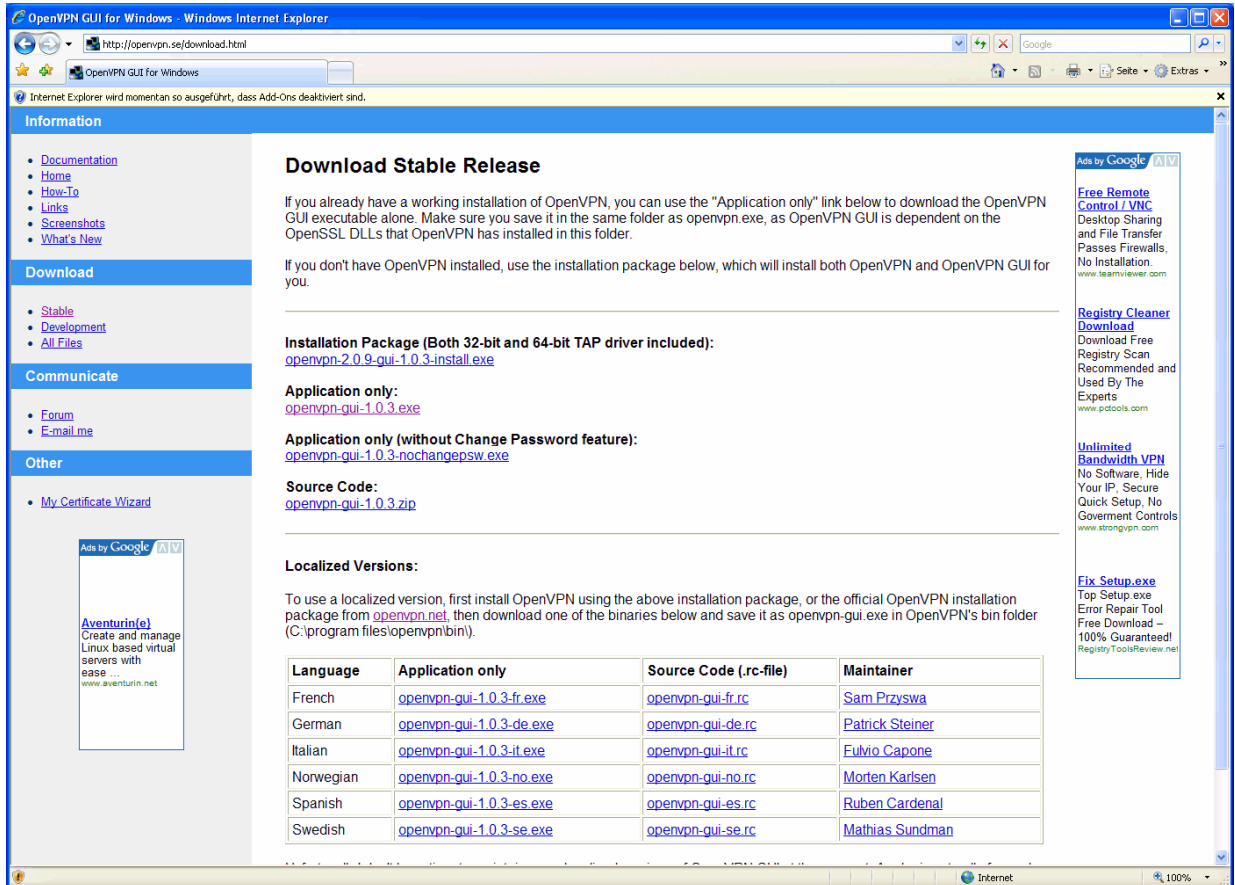 OpenVPN GUI for Windows - Windows Internet Explorer
http://openvpn.se/download.html
Google
OpenVPN GUI for Windows
Seite
Extras
Internet Explorer wird momentan so ausgeführt, dass Add-Ons deaktiviert sind.
Information
Documentation
Home
How-To
Links
Screenshots
What's New
Download
Stable
Development
All Files
Communicate
Forum
E-mail me
Other
My Certificate Wizard
Ads by Google
Aventurin{e}
Create and manage
Linux based virtual
servers with
ease ...
www.aventurin.net
Download Stable Release
If you already have a working installation of OpenVPN, you can use the "Application only" link below to download the OpenVPN
GUI executable alone. Make sure you save it in the same folder as openvpn.exe, as OpenVPN GUI is dependent on the
OpenSSL DLLs that OpenVPN has installed in this folder.
If you don't have OpenVPN installed, use the installation package below, which will install both OpenVPN and OpenVPN GUI for
you.
Installation Package (Both 32-bit and 64-bit TAP driver included):
openvpn-2.0.9-gui-1.0.3-install.exe
Application only:
openvpn-gui-1.0.3.exe
Application only (without Change Password feature):
openvpn-gui-1.0.3-nochangepsw.exe
Source Code:
openvpn-gui-1.0.3.zip
Localized Versions:
To use a localized version, first install OpenVPN using the above installation package, or the official OpenVPN installation
package from openvpn.net, then download one of the binaries below and save it as openvpn-gui.exe in OpenVPN's bin folder
(C:\program files\openvpn\bin\).
Language Application only Source Code (.rc-file) Maintainer
French openvpn-gui-1.0.3-fr.exe openvpn-gui-fr.rc Sam Przyswa
German openvpn-gui-1.0.3-de.exe openvpn-gui-de.rc Patrick Steiner
Italian openvpn-gui-1.0.3-it.exe openvpn-gui-it.rc Fulvio Capone
Norwegian openvpn-gui-1.0.3-no.exe openvpn-gui-no.rc Morten Karlsen
Spanish openvpn-gui-1.0.3-es.exe openvpn-gui-es.rc Ruben Cardenal
Swedish openvpn-gui-1.0.3-se.exe openvpn-gui-se.rc Mathias Sundman
Ads by Google
Free Remote
Control / VNC
Desktop Sharing
and File Transfer
Passes Firewalls,
No Installation.
www.teamviewer.com
Registry Cleaner
Download
Download Free
Registry Scan
Recommended and
Used By The
Experts
www.pctools.com
Unlimited
Bandwidth VPN
No Software, Hide
Your IP, Secure
Quick Setup, No
Goverment Controls
www.strongvpn.com
Fix Setup.exe
Top Setup.exe
Error Repair Tool
Free Download –
100% Guaranteed!
RegistryToolsReview.net
Internet
100%